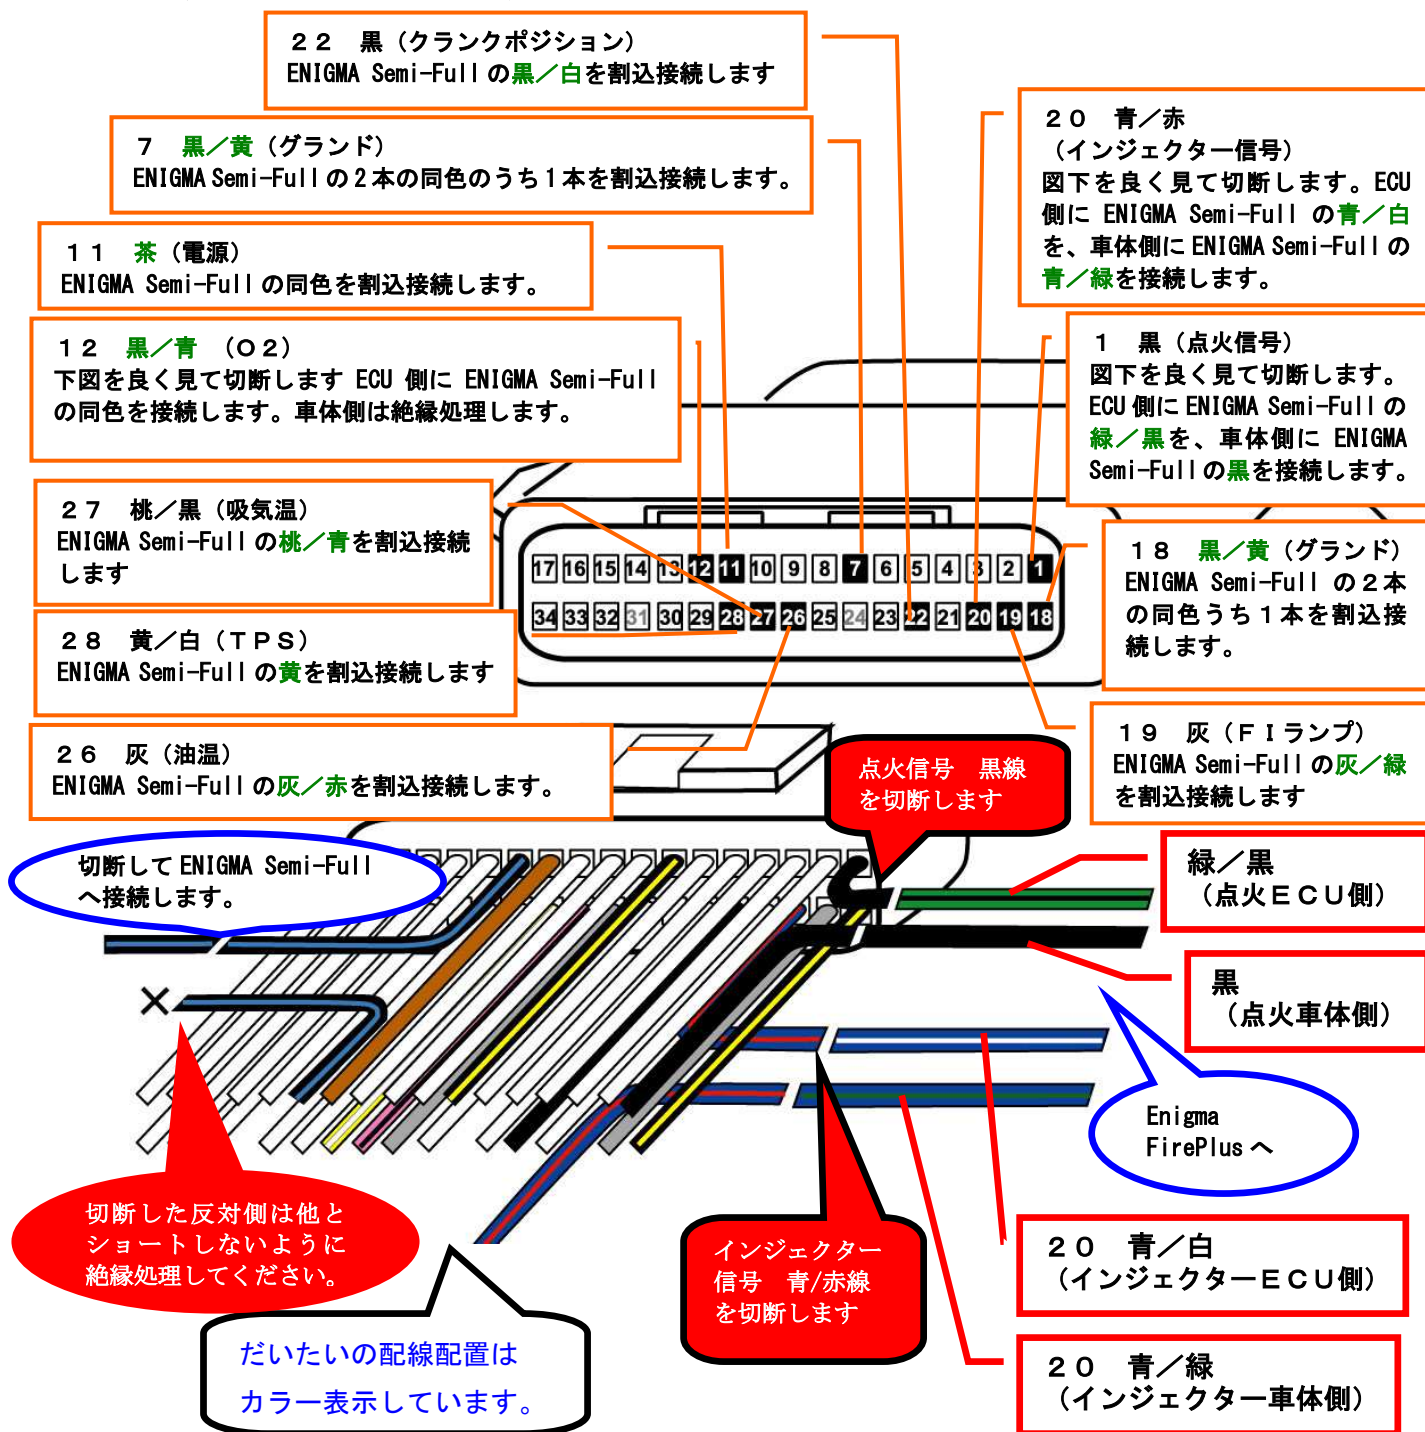 ２２　黒（クランクポジション）
ENIGMA Semi-Full の黒／白を割込接続します
７　黒／黄（グランド）
ENIGMA Semi-Full の２本の同色のうち１本を割込接続します。
１１　茶（電源）
ENIGMA Semi-Full の同色を割込接続します。
１２　黒／青　（Ｏ２）
下図を良く見て切断します ECU 側に ENIGMA Semi-Full
の同色を接続します。車体側は絶縁処理します。
２７　桃／黒（吸気温）
ENIGMA Semi-Full の桃／青を割込接続
します
２８　黄／白（ＴＰＳ）
ENIGMA Semi-Full の黄を割込接続します
２６　灰（油温）
ENIGMA Semi-Full の灰／赤を割込接続します。
２０　青／赤
（インジェクター信号）
図下を良く見て切断します。ECU
側に ENIGMA Semi-Full の青／白
を、車体側に ENIGMA Semi-Full の
青／緑を接続します。
１　黒（点火信号）
図下を良く見て切断します。
ECU 側に ENIGMA Semi-Full の
緑／黒を、車体側に ENIGMA
Semi-Full の黒を接続します。
１８　黒／黄（グランド）
ENIGMA Semi-Full の２本
の同色うち１本を割込接
続します。
１９　灰（ＦＩランプ）
ENIGMA Semi-Full の灰／緑
を割込接続します
17 16 15 14 13 12 11 10 9 8 7 6 5 4 3 2 1
34 33 32 31 30 29 28 27 26 25 24 23 22 21 20 19 18
点火信号　黒線
を切断します
切断して ENIGMA Semi-Full
へ接続します。
緑／黒
（点火ＥＣＵ側）
黒
（点火車体側）
Enigma
FirePlus へ
切断した反対側は他と
ショートしないように
絶縁処理してください。
インジェクター
信号　青/赤線
を切断します
２０　青／白
（インジェクターＥＣＵ側）
２０　青／緑
（インジェクター車体側）
だいたいの配線配置は
カラー表示しています。